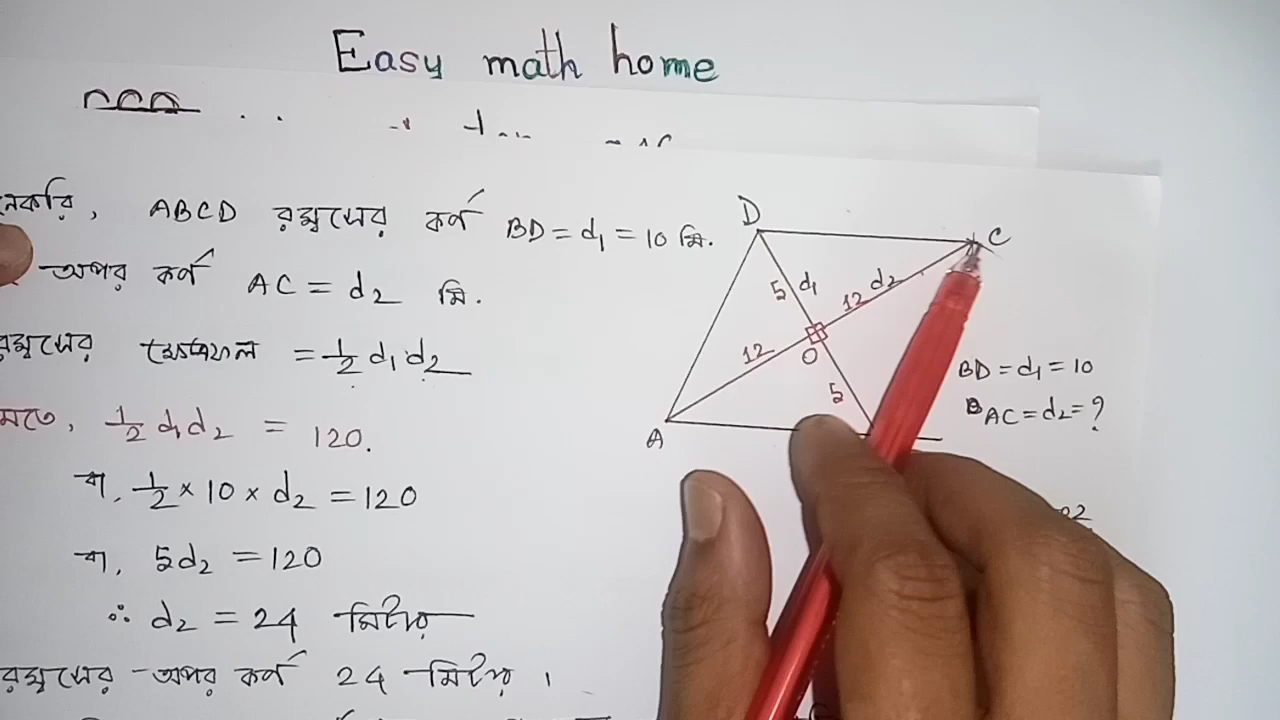 Easy math home
নেকরি, ABCD রম্বসের কর্ণ BD = d₁ = 10 মি.
অপর কর্ণ AC = d₂ মি.
রম্বসের ক্ষেত্রফল = 1/2 d₁d₂
মতে, 1/2 d₁d₂ = 120.
বা, 1/2 × 10 × d₂ = 120
বা, 5d₂ = 120
∴ d₂ = 24 মিটার
রম্বসের অপর কর্ণ 24 মিটার।
D
C
5 d₁
12 d₂
12
O
5
A
BD = d₁ = 10
AC = d₂ = ?